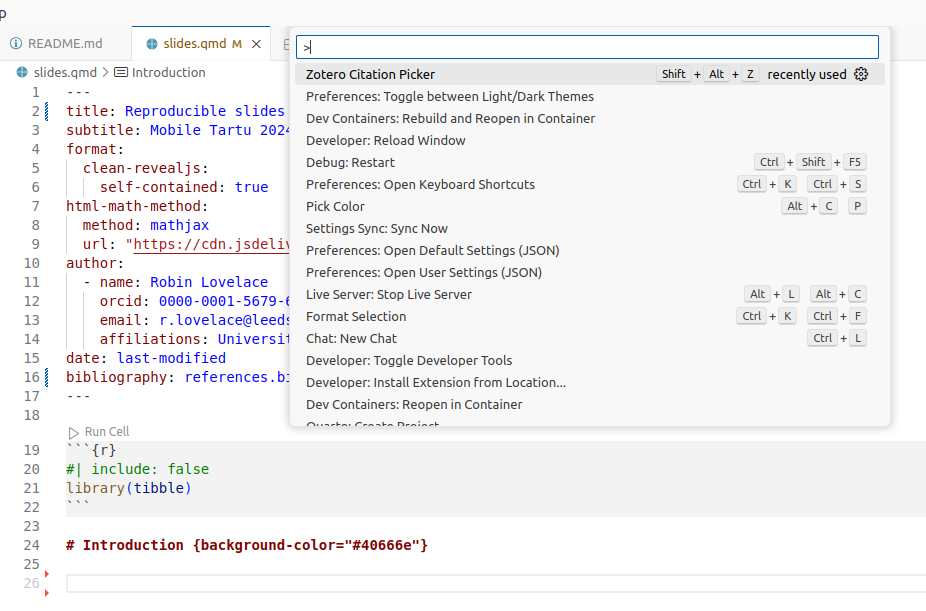 p
README.md
slides.qmd M
slides.qmd > Introduction
>
Zotero Citation Picker Shift + Alt + Z recently used
Preferences: Toggle between Light/Dark Themes
Dev Containers: Rebuild and Reopen in Container
Developer: Reload Window
Debug: Restart Ctrl + Shift + F5
Preferences: Open Keyboard Shortcuts Ctrl + K Ctrl + S
Pick Color Alt + C P
Settings Sync: Sync Now
Preferences: Open Default Settings (JSON)
Preferences: Open User Settings (JSON)
Live Server: Stop Live Server Alt + L Alt + C
Format Selection Ctrl + K Ctrl + F
Chat: New Chat Ctrl + L
Developer: Toggle Developer Tools
Developer: Install Extension from Location...
Dev Containers: Reopen in Container
Quarto: Create Project
1 ---
2 title: Reproducible slides
3 subtitle: Mobile Tartu 2024
4 format:
5 clean-revealjs:
6 self-contained: true
7 html-math-method:
8 method: mathjax
9 url: "https://cdn.jsdeliv
10 author:
11 - name: Robin Lovelace
12 orcid: 0000-0001-5679-6
13 email: r.lovelace@leeds
14 affiliations: Universit
15 date: last-modified
16 bibliography: references.bi
17 ---
18
Run Cell
19 ```{r}
20 #| include: false
21 library(tibble)
22 ```
23
24 # Introduction {background-color="#40666e"}
25
26